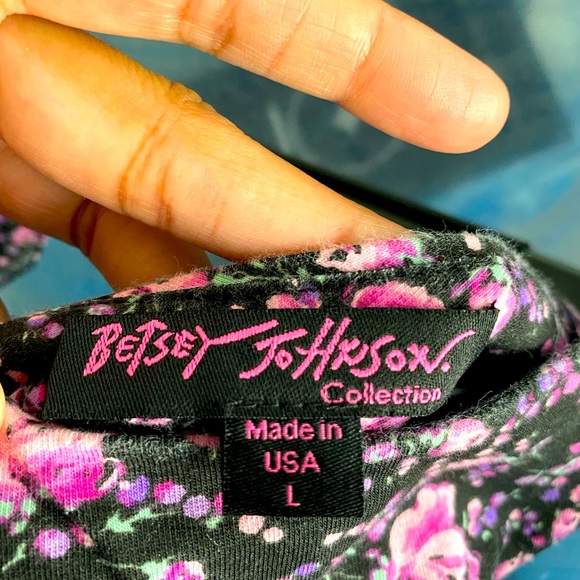 BETSEY JOHNSON.
Collection
Made in
USA
L